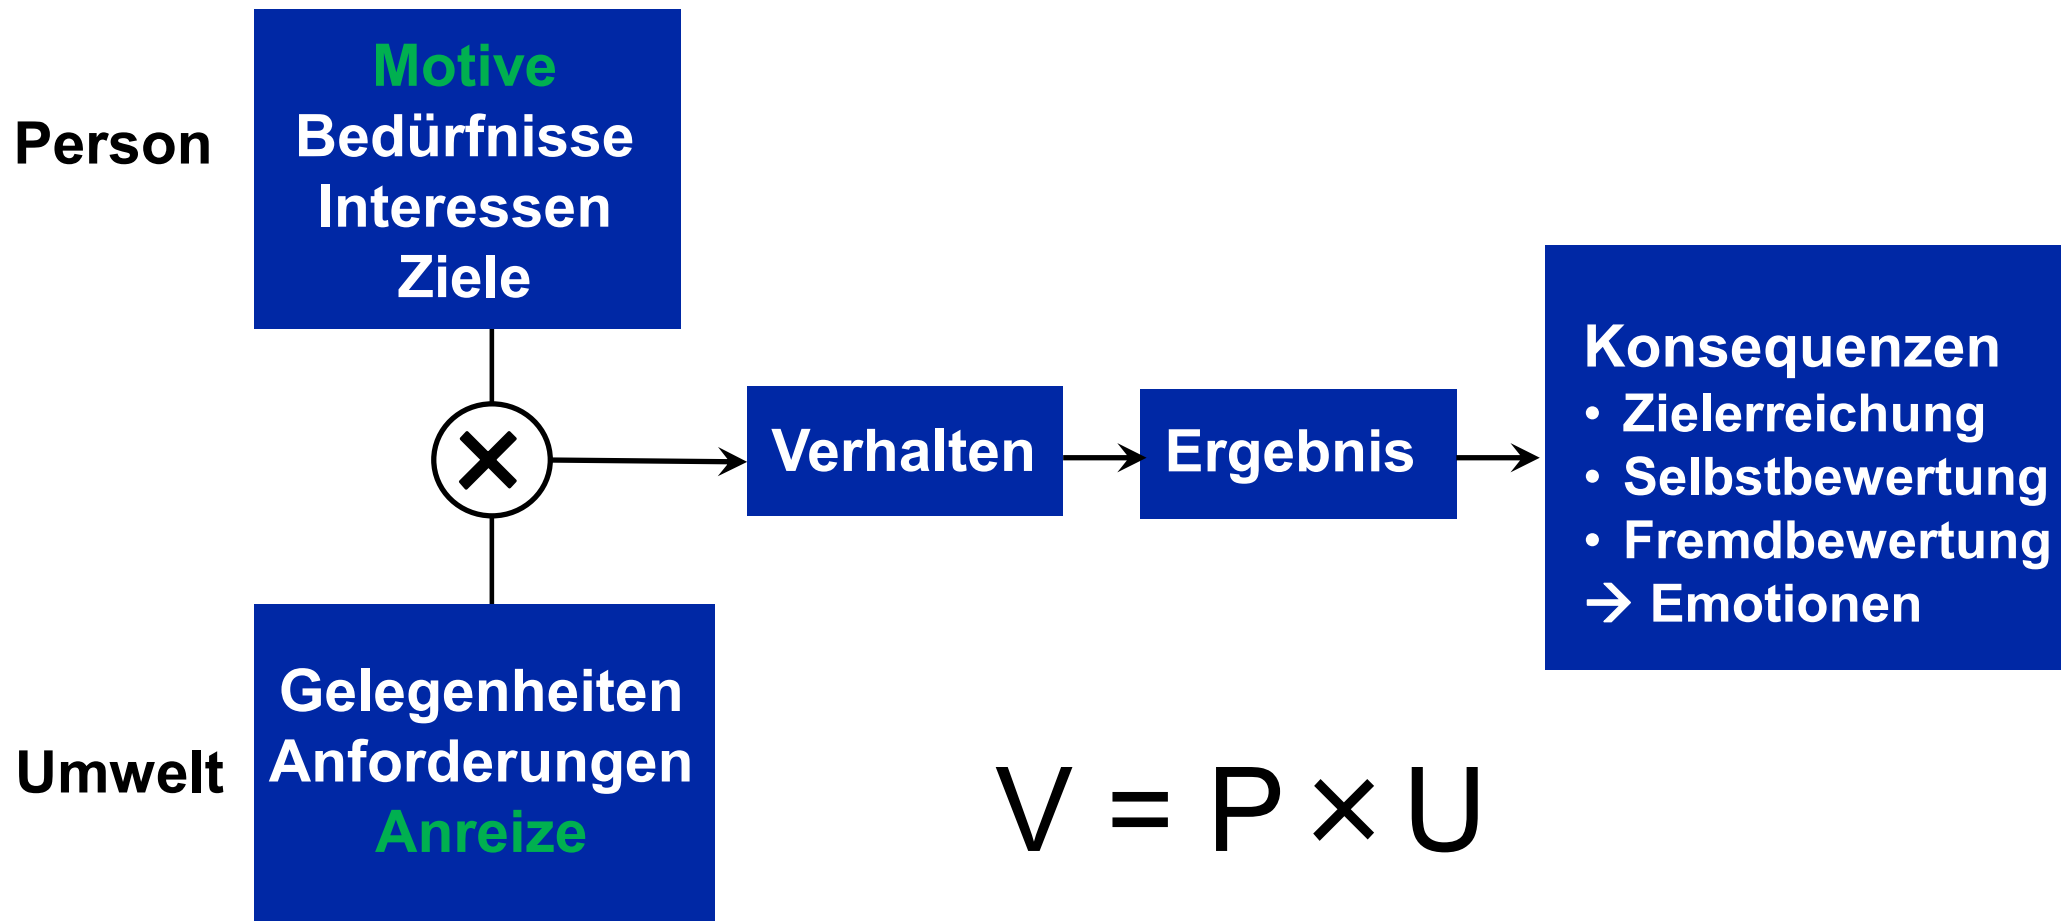 Person
Motive
Bedürfnisse
Interessen
Ziele
Verhalten
Ergebnis
Konsequenzen
• Zielerreichung
• Selbstbewertung
• Fremdbewertung
→ Emotionen
Umwelt
Gelegenheiten
Anforderungen
Anreize
V = P × U